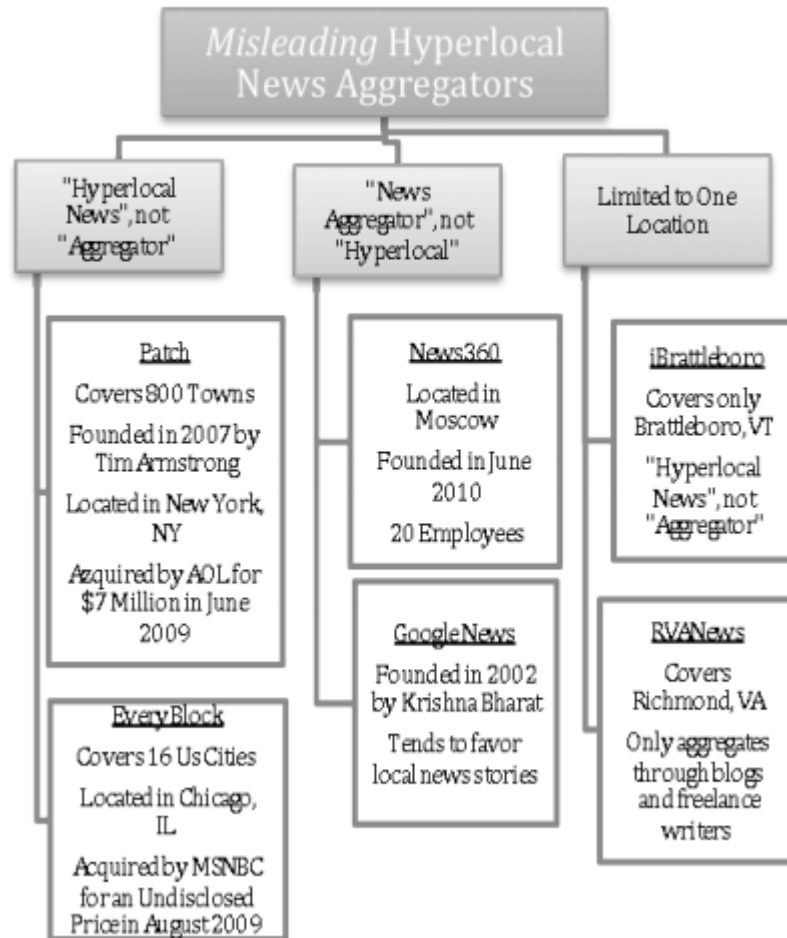 Misleading Hyperlocal
News Aggregators
"Hyperlocal
News", not
"Aggregator"
Patch
Covers 800 Towns
Founded in 2007 by
Tim Armstrong
Located in New York,
NY
Azquired by AOL for
$7 Million in June
2009
EveryBlock
Covers 16 Us Cities
Located in Chicago,
IL
Acquired by MSNBC
for an Undisclosed
Price in August 2009
"News
Aggregator", not
"Hyperlocal"
News360
Located in
Moscow
Founded in June
2010
20 Employees
Google News
Founded in 2002
by Krishna Bharat
Tends to favor
local news stories
Limited to One
Location
iBrattleboro
Covers only
Brattleboro, VT
"Hyperlocal
News", not
"Aggregator"
RVANews
Covers
Richmond, VA
Only aggregates
through blogs
and freelance
writers